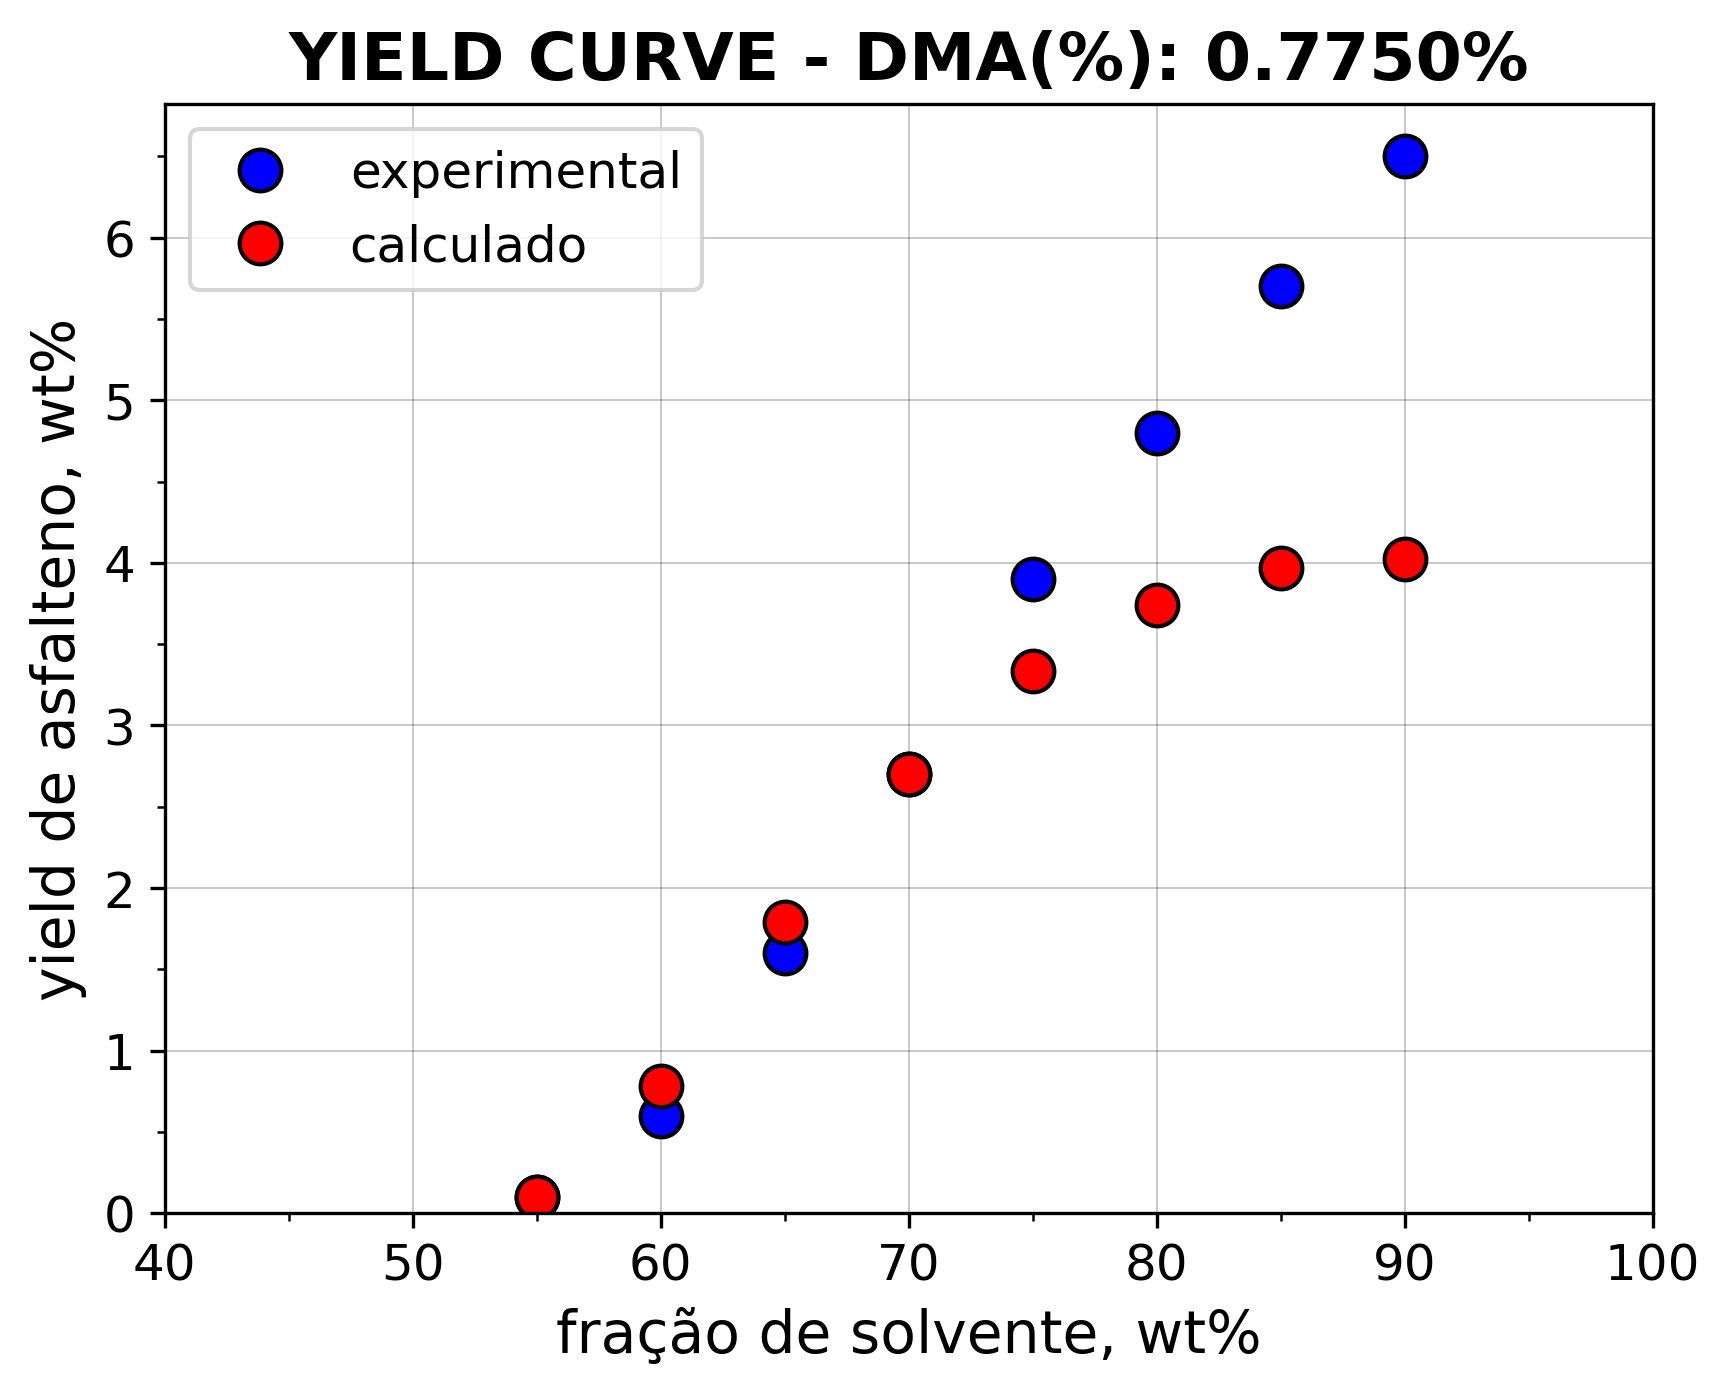 YIELD CURVE - DMA(%): 0.7750%
experimental
calculado
yield de asfalteno, wt%
6
5
4
3
2
1
0
40 50 60 70 80 90 100
fração de solvente, wt%